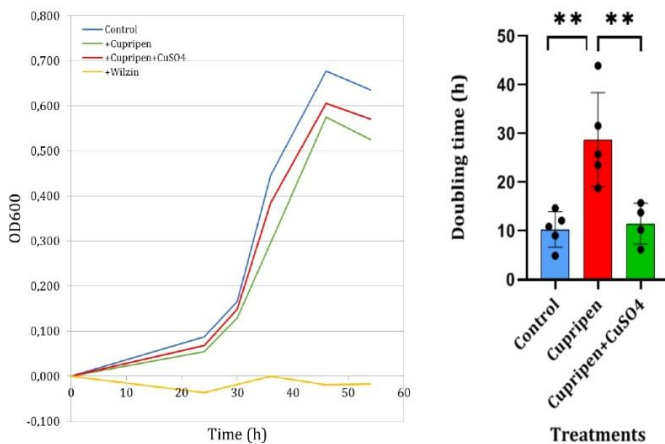 0,800
0,700
0,600
0,500
0,400
0,300
0,200
0,100
0,000
-0,100
OD600
Control
+Cupripen
+Cupripen+CuSO4
+Wilzin
0
10
20
30
40
50
60
Time (h)
** **
50
40
30
20
10
0
Doubling time (h)
Control
Cupripen
Cupripen+CuSO4
Treatments